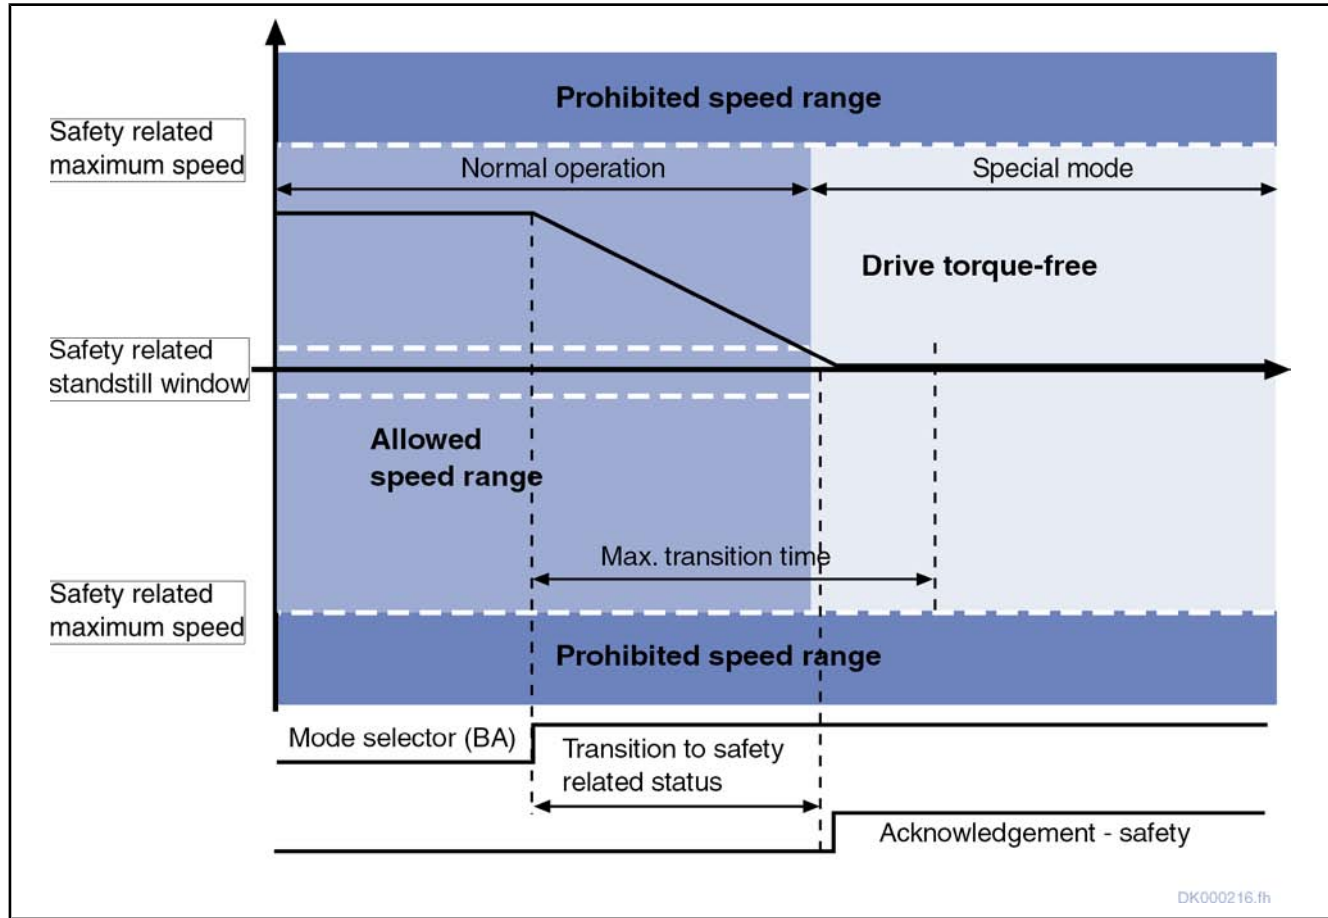 Prohibited speed range
Safety related
maximum speed
Normal operation
Special mode
Drive torque-free
Safety related
standstill window
Allowed
speed range
Max. transition time
Safety related
maximum speed
Prohibited speed range
Mode selector (BA)
Transition to safety
related status
Acknowledgement - safety
DK000216.fh